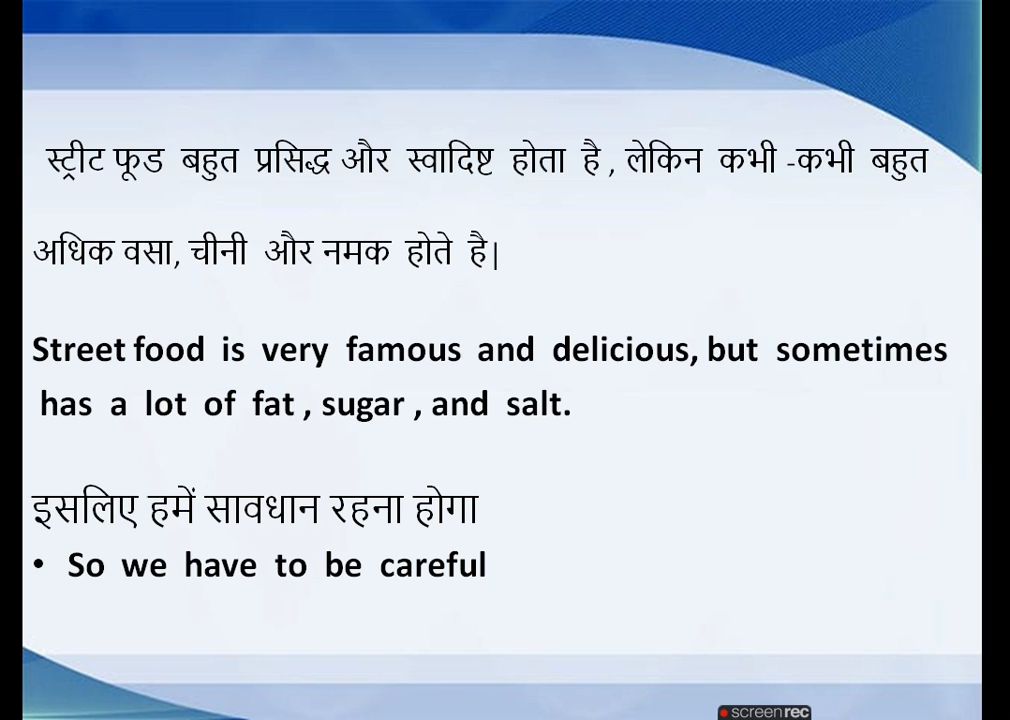 स्ट्रीट फूड बहुत प्रसिद्ध और स्वादिष्ट होता है , लेकिन कभी -कभी बहुत
अधिक वसा, चीनी और नमक होते है|
Street food is very famous and delicious, but sometimes
has a lot of fat , sugar , and salt.
इसलिए हमें सावधान रहना होगा
• So we have to be careful
screenrec